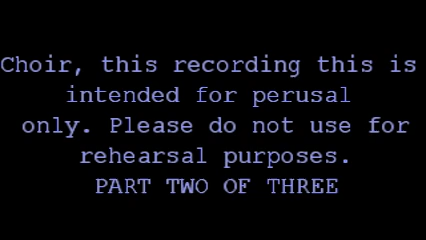 Choir, this recording this is
intended for perusal
only. Please do not use for
rehearsal purposes.
PART TWO OF THREE